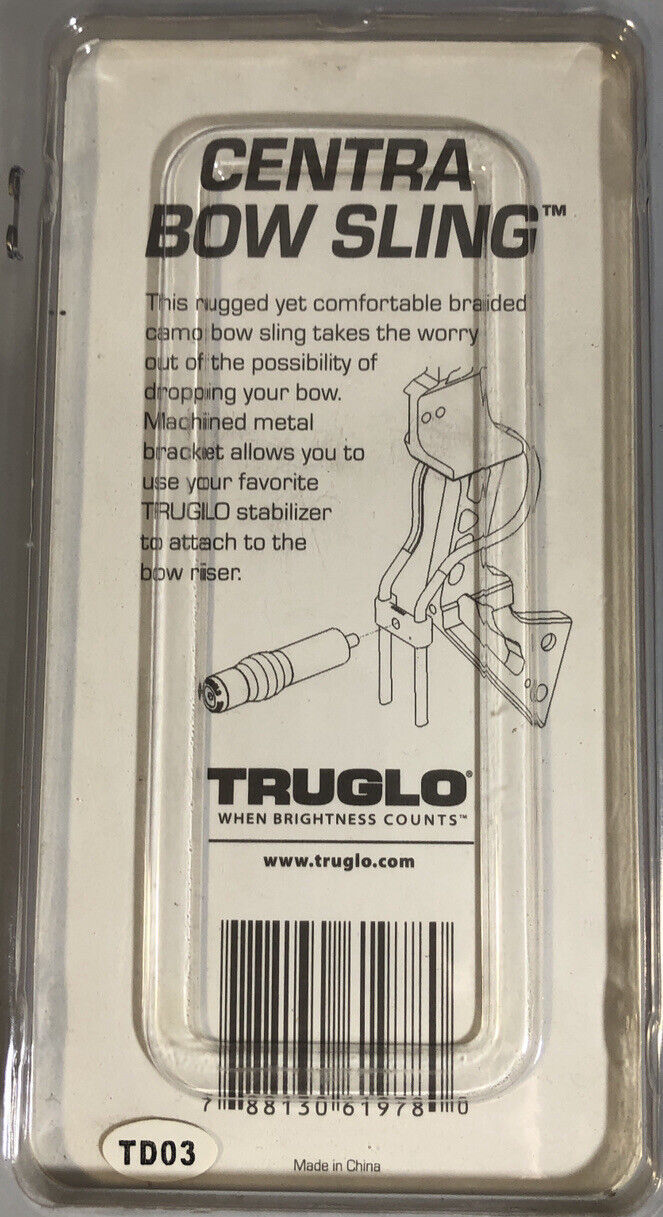 CENTRA
BOW SLING™
This rugged yet comfortable braided
camo bow sling takes the worry
out of the possibility of
dropping your bow.
Machined metal
bracket allows you to
use your favorite
TRUGLO stabilizer
to attach to the
bow riser.
TRUGLO®
WHEN BRIGHTNESS COUNTS™
www.truglo.com
7 88130 61978 0
TD03
Made in China